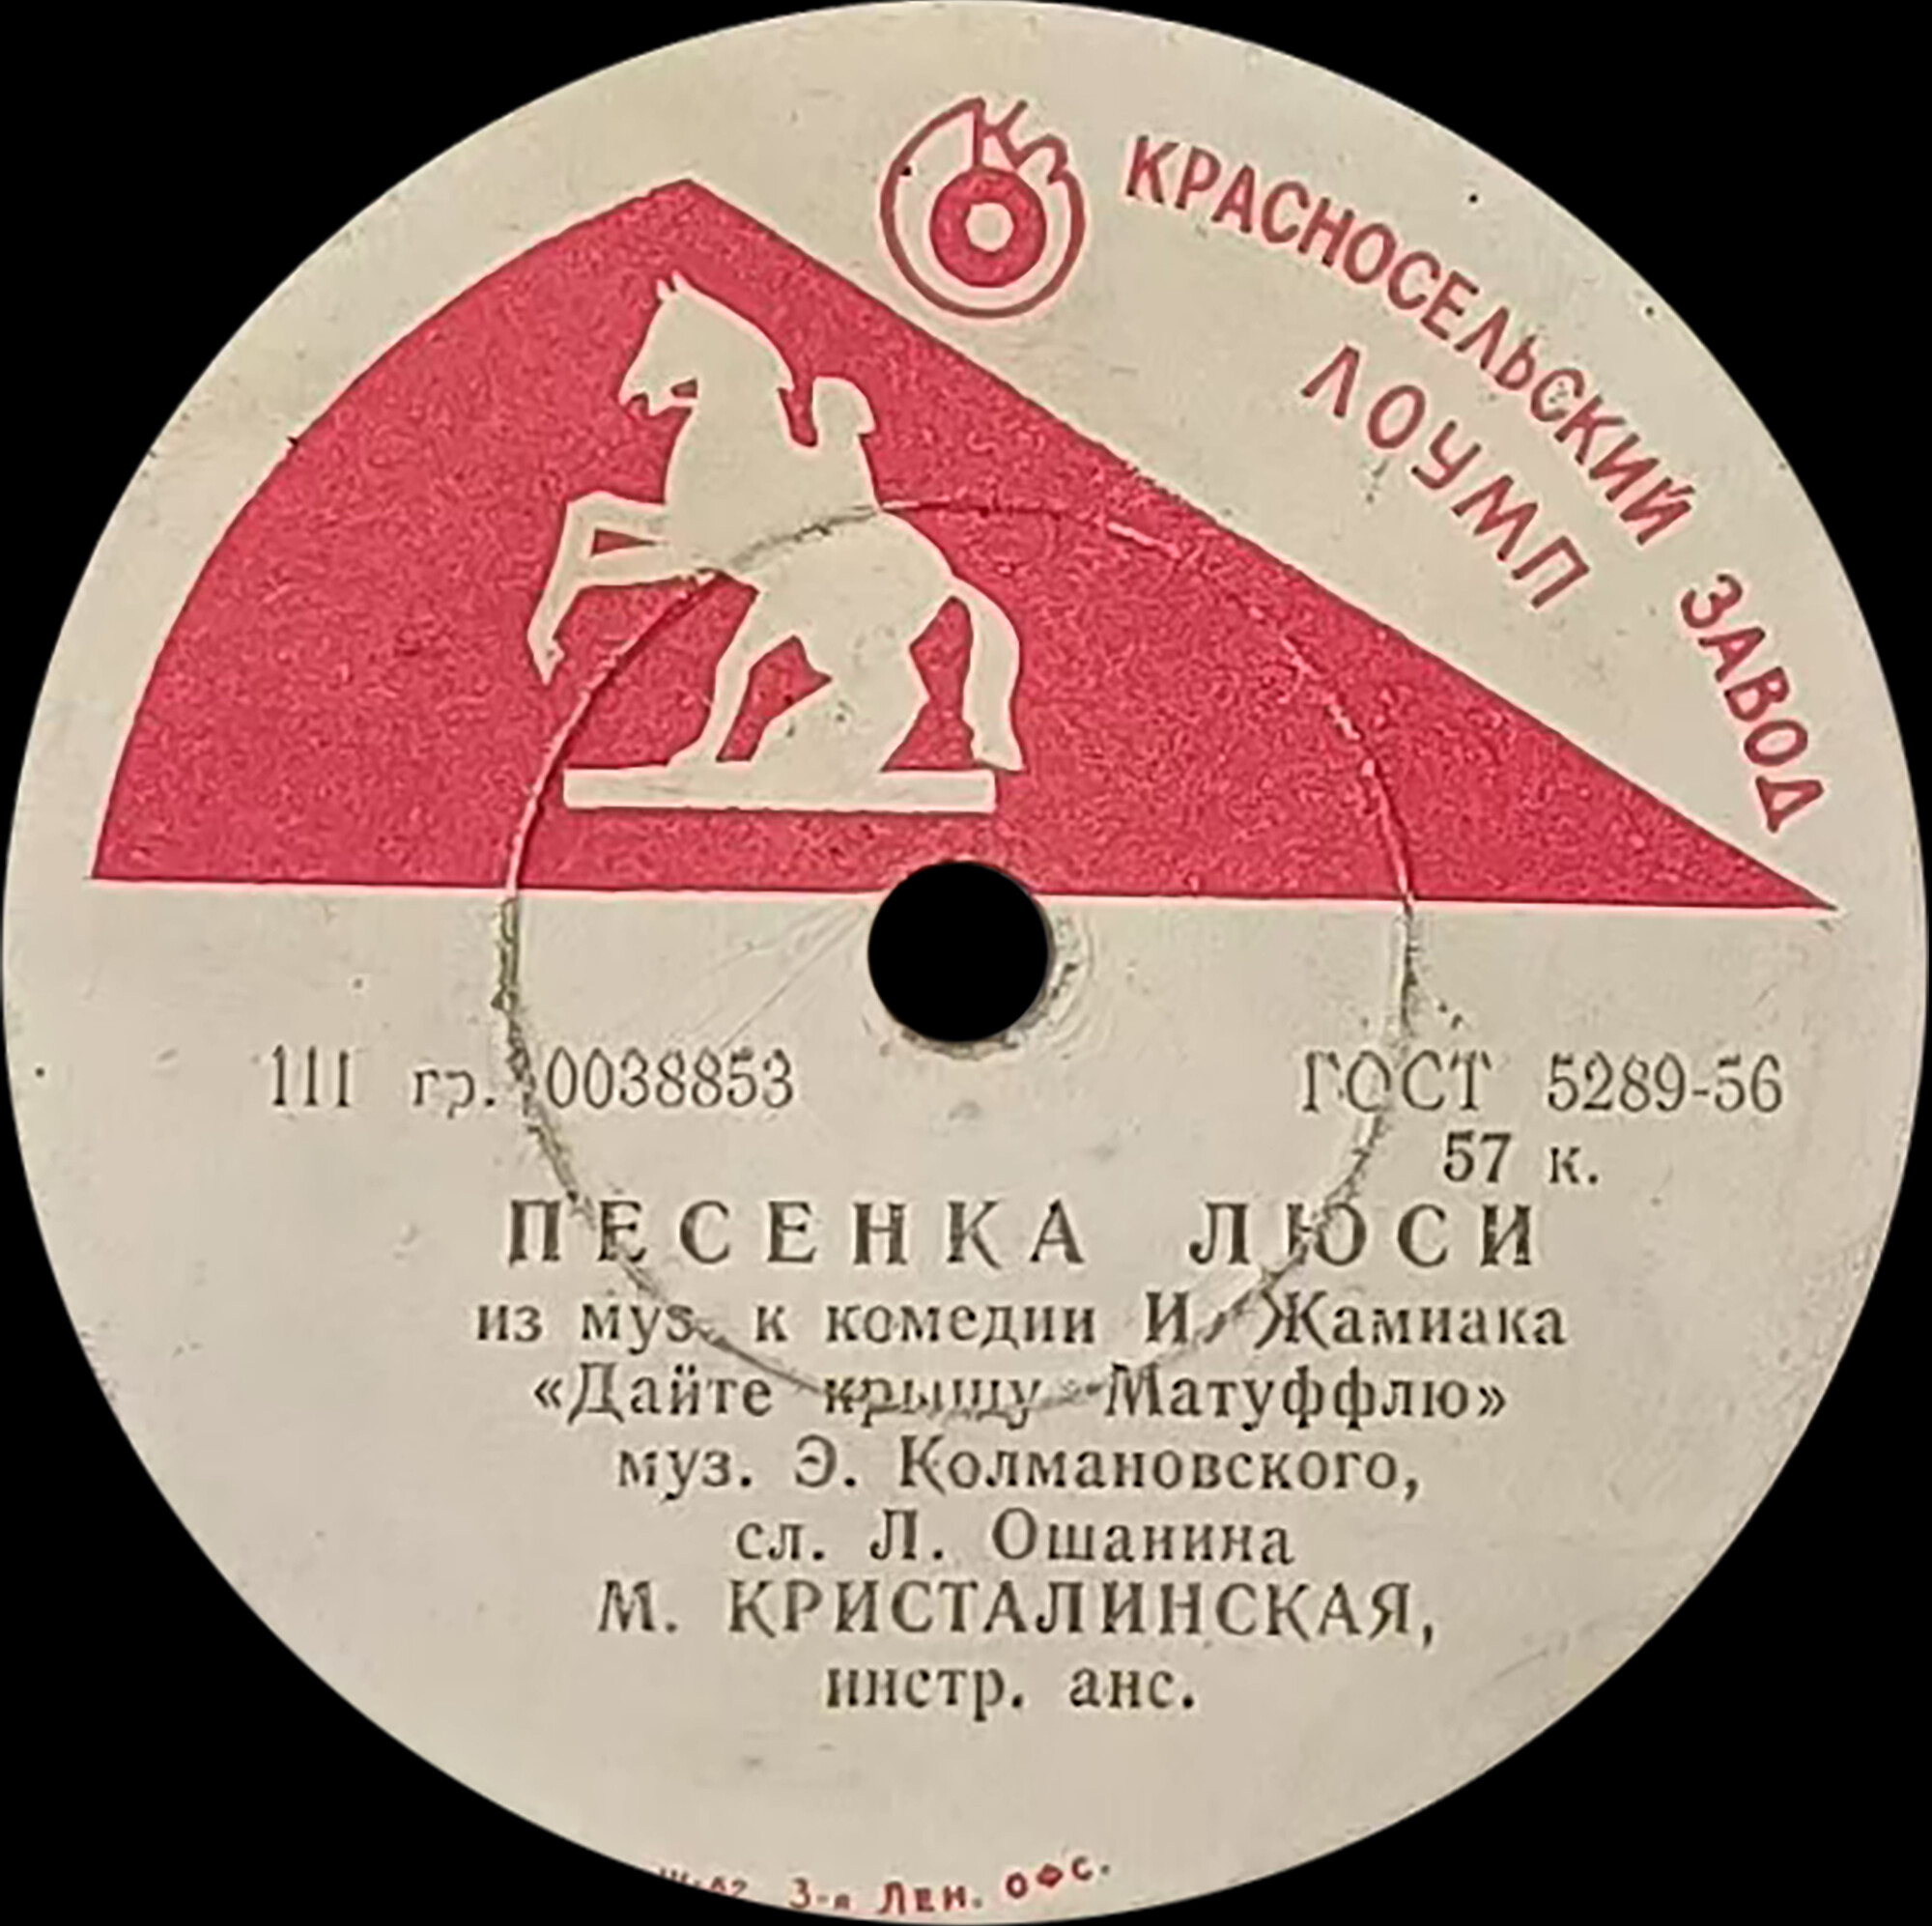 КРАСНОСЕЛЬСКИЙ ЗАВОД
ЛОУМП
III гр. 0038853
ГОСТ 5289-56
57 к.
ПЕСЕНКА ЛЮСИ
из муз. к комедии И. Жамиака
«Дайте крышу Матуффлю»
муз. Э. Колмановского,
сл. Л. Ошанина
М. КРИСТАЛИНСКАЯ,
инстр. анс.
3-я ЛЕН. ОФС.